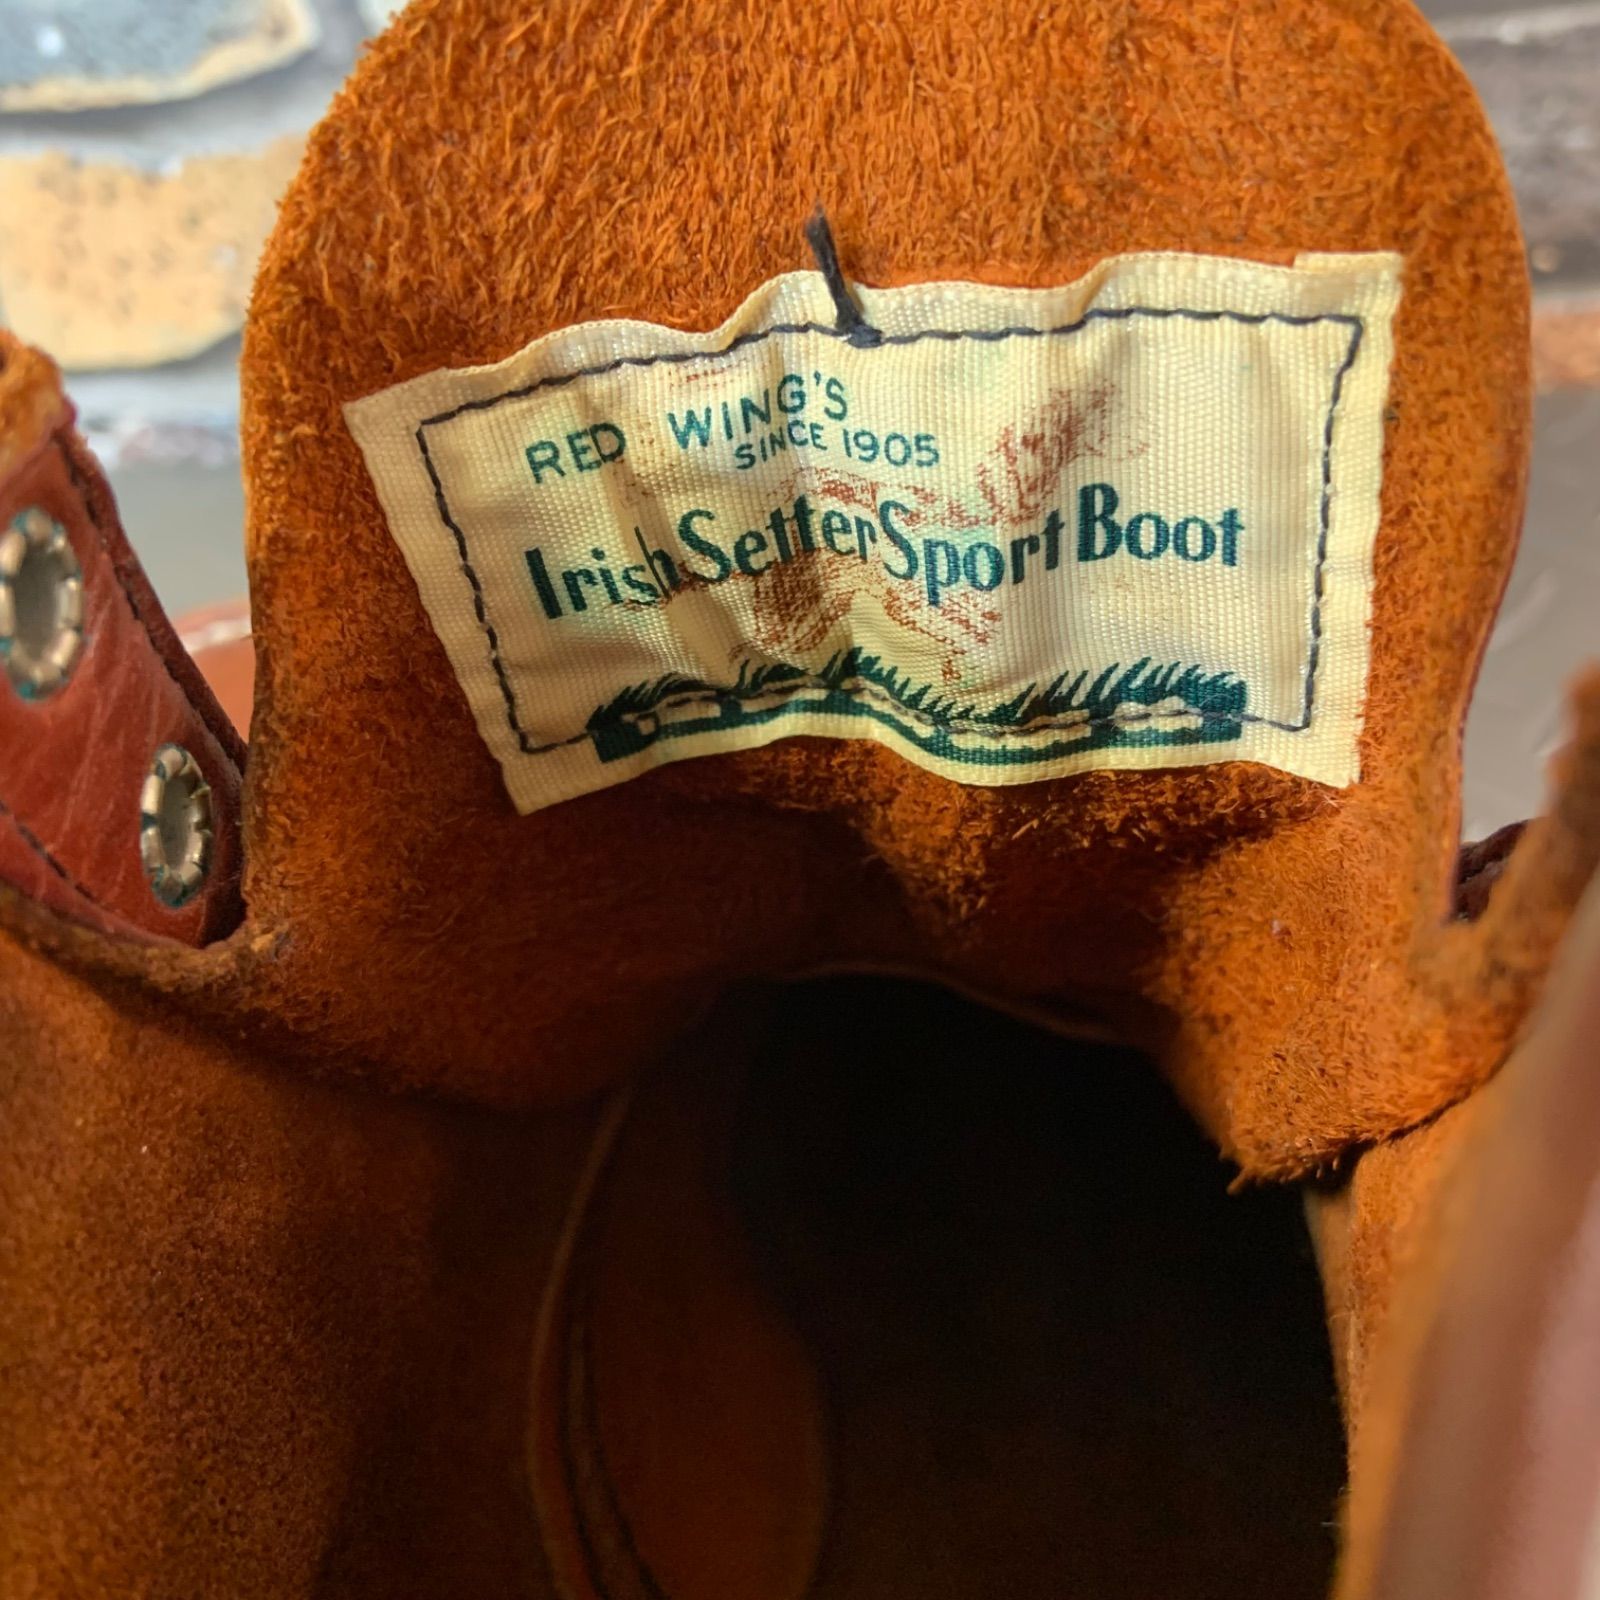 RED WING'S
SINCE 1905
Irish Setter Sport Boot